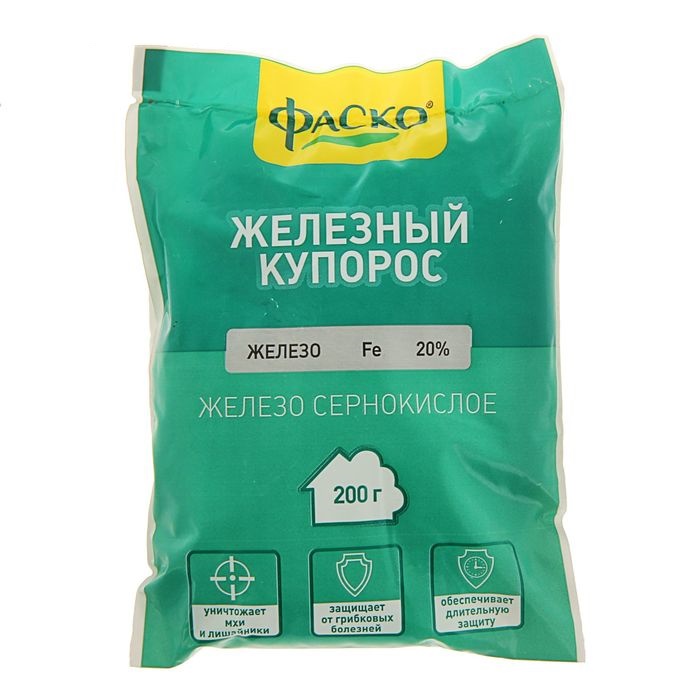 ФАСКО®
ЖЕЛЕЗНЫЙ
КУПОРОС
ЖЕЛЕЗО Fe 20%
ЖЕЛЕЗО СЕРНОКИСЛОЕ
200 г
уничтожает
мхи
и лишайники
защищает
от грибковых
болезней
обеспечивает
длительную
защиту